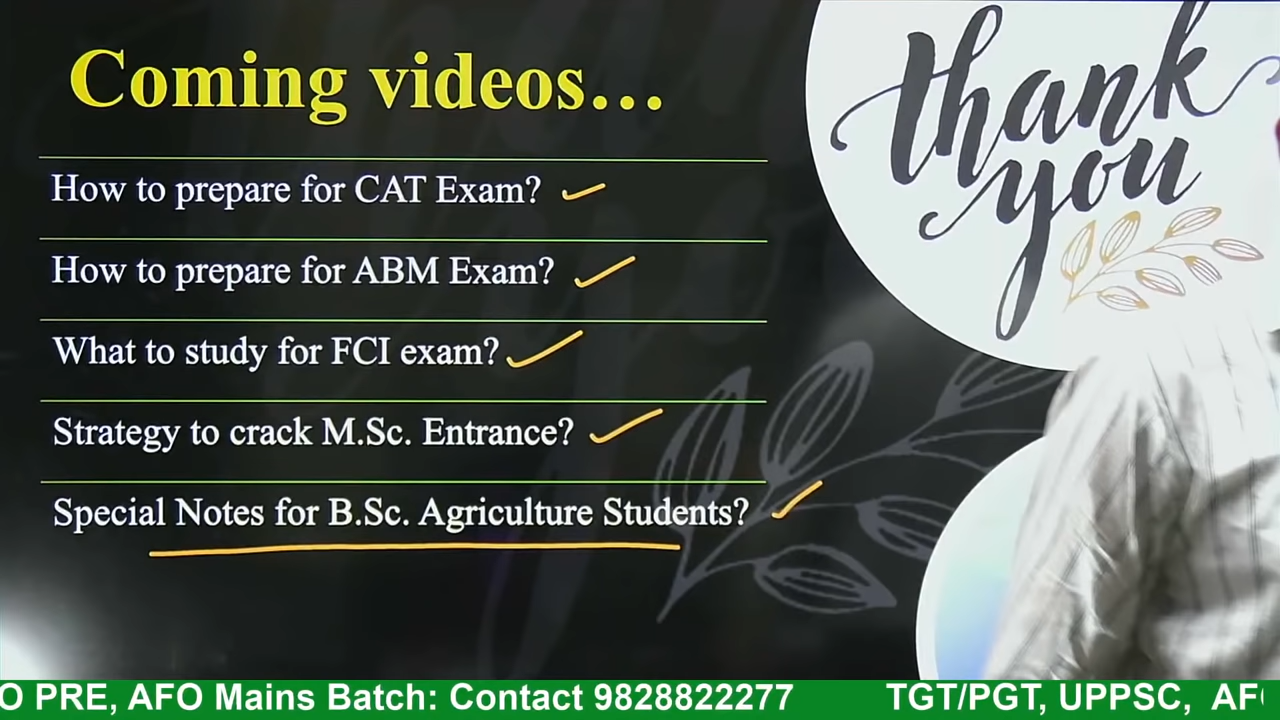 Coming videos...
thank
you
How to prepare for CAT Exam?
How to prepare for ABM Exam?
What to study for FCI exam?
Strategy to crack M.Sc. Entrance?
Special Notes for B.Sc. Agriculture Students?
O PRE, AFO Mains Batch: Contact 9828822277 TGT/PGT, UPPSC, AF